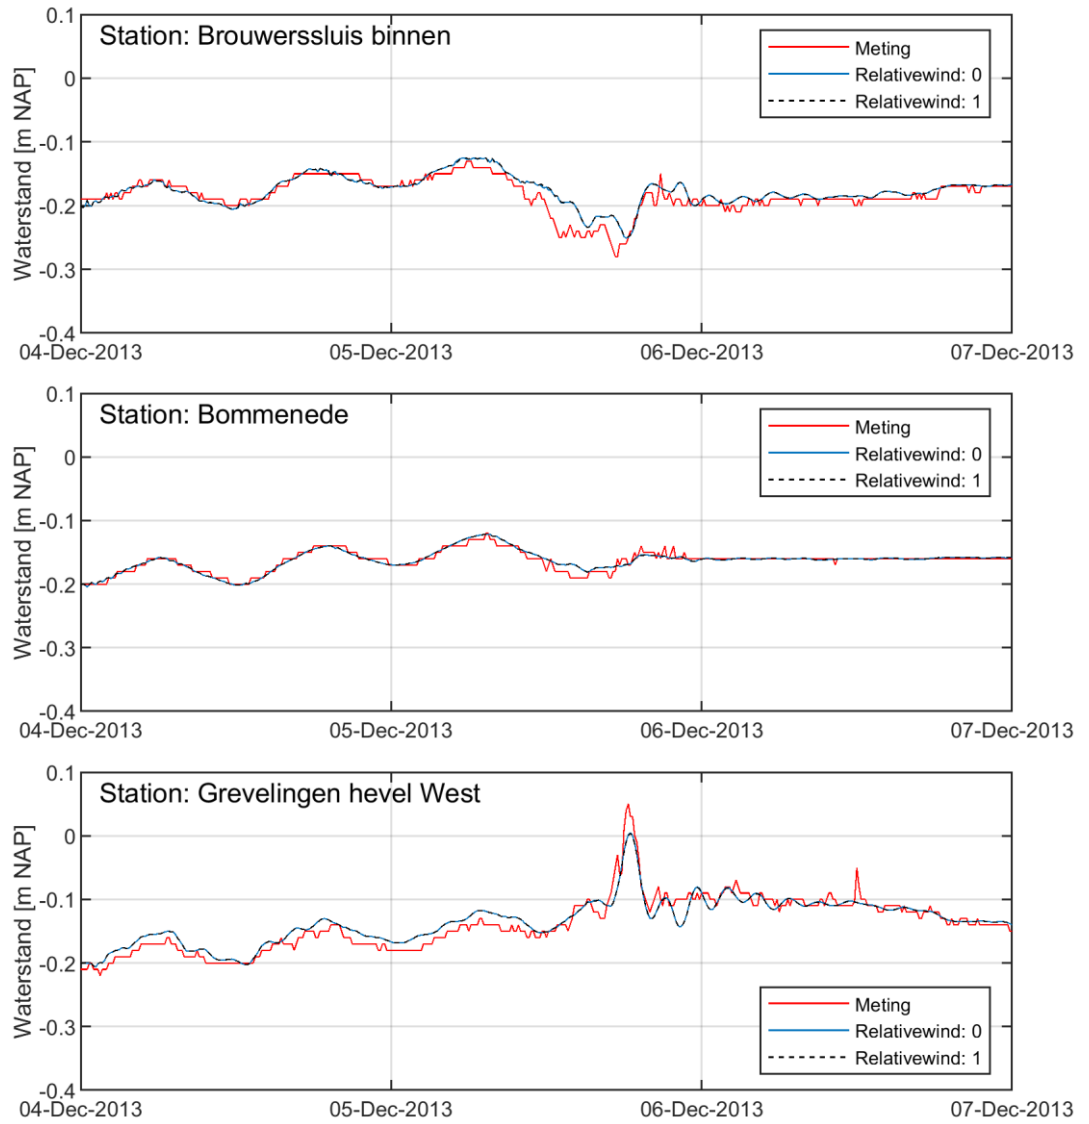 Station: Brouwerssluis binnen
Meting
Relativewind: 0
Relativewind: 1
Waterstand [m NAP]
0.1
0
-0.1
-0.2
-0.3
-0.4
04-Dec-2013 05-Dec-2013 06-Dec-2013 07-Dec-2013
Station: Bommenede
Meting
Relativewind: 0
Relativewind: 1
Waterstand [m NAP]
0.1
0
-0.1
-0.2
-0.3
-0.4
04-Dec-2013 05-Dec-2013 06-Dec-2013 07-Dec-2013
Station: Grevelingen hevel West
Meting
Relativewind: 0
Relativewind: 1
Waterstand [m NAP]
0.1
0
-0.1
-0.2
-0.3
-0.4
04-Dec-2013 05-Dec-2013 06-Dec-2013 07-Dec-2013